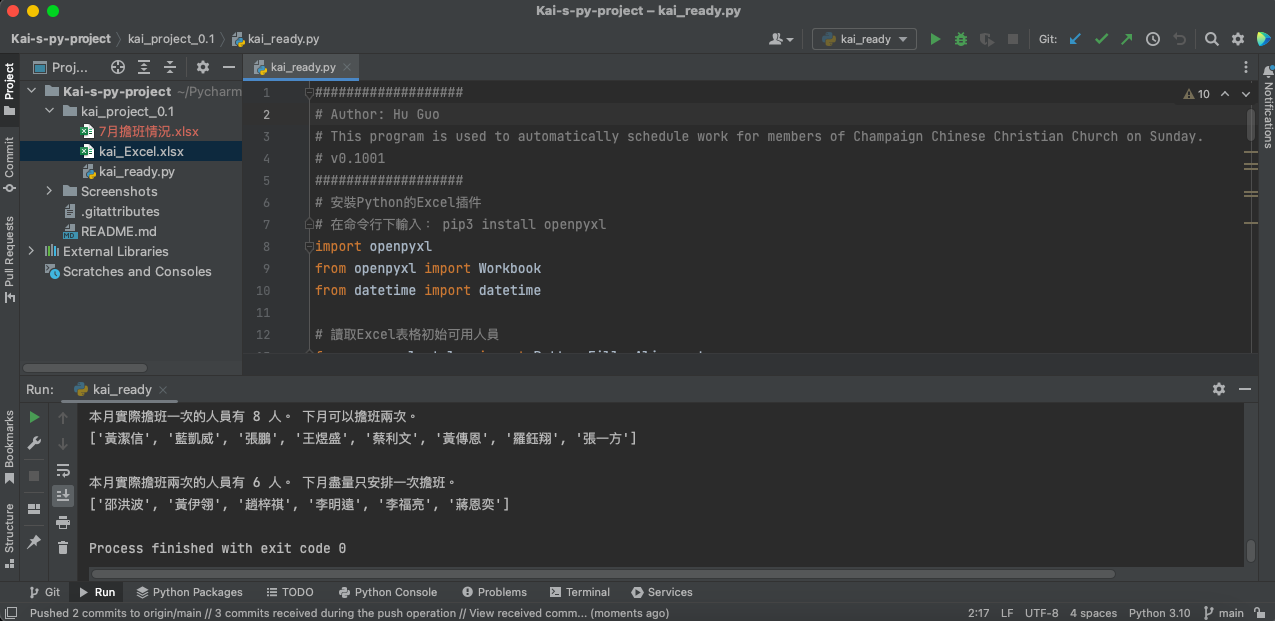 Kai-s-py-project – kai_ready.py
Kai-s-py-project kai_project_0.1 kai_ready.py
kai_ready Git:
Project
Commit
Pull Requests
Bookmarks
Structure
Notifications
Proj...
Kai-s-py-project ~/Pycharm
kai_project_0.1
7月擔班情況.xlsx
kai_Excel.xlsx
kai_ready.py
Screenshots
.gitattributes
README.md
External Libraries
Scratches and Consoles
kai_ready.py
10
1 ###################
2 # Author: Hu Guo
3 # This program is used to automatically schedule work for members of Champaign Chinese Christian Church on Sunday.
4 # v0.1001
5 ###################
6 # 安裝Python的Excel插件
7 # 在命令行下輸入： pip3 install openpyxl
8 import openpyxl
9 from openpyxl import Workbook
10 from datetime import datetime
11
12 # 讀取Excel表格初始可用人員
Run: kai_ready
本月實際擔班一次的人員有 8 人。 下月可以擔班兩次。
['黃潔信', '藍凱威', '張鵬', '王煜盛', '蔡利文', '黃傳恩', '羅鈺翔', '張一方']
本月實際擔班兩次的人員有 6 人。 下月盡量只安排一次擔班。
['邵洪波', '黃伊翎', '趙梓祺', '李明遠', '李福亮', '蔣恩奕']
Process finished with exit code 0
Git Run Python Packages TODO Python Console Problems Terminal Services
Pushed 2 commits to origin/main // 3 commits received during the push operation // View received comm... (moments ago) 2:17 LF UTF-8 4 spaces Python 3.10 main